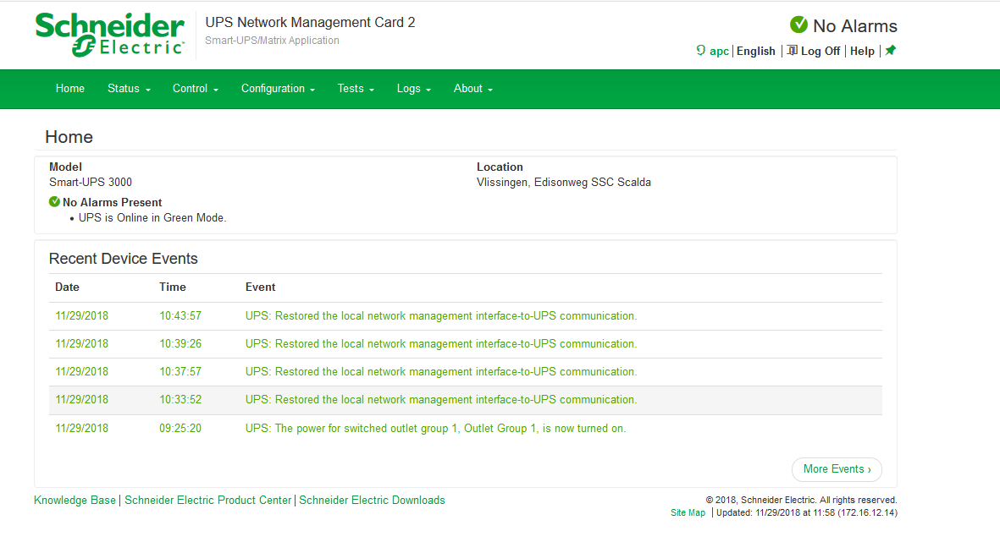 Schneider Electric
UPS Network Management Card 2
Smart-UPS/Matrix Application
No Alarms
apc | English | Log Off | Help |
Home Status Control Configuration Tests Logs About
Home
Model
Smart-UPS 3000
Location
Vlissingen, Edisonweg SSC Scalda
No Alarms Present
• UPS is Online in Green Mode.
Recent Device Events
Date Time Event
11/29/2018 10:43:57 UPS: Restored the local network management interface-to-UPS communication.
11/29/2018 10:39:26 UPS: Restored the local network management interface-to-UPS communication.
11/29/2018 10:37:57 UPS: Restored the local network management interface-to-UPS communication.
11/29/2018 10:33:52 UPS: Restored the local network management interface-to-UPS communication.
11/29/2018 09:25:20 UPS: The power for switched outlet group 1, Outlet Group 1, is now turned on.
More Events ›
Knowledge Base | Schneider Electric Product Center | Schneider Electric Downloads
© 2018, Schneider Electric. All rights reserved.
Site Map | Updated: 11/29/2018 at 11:58 (172.16.12.14)